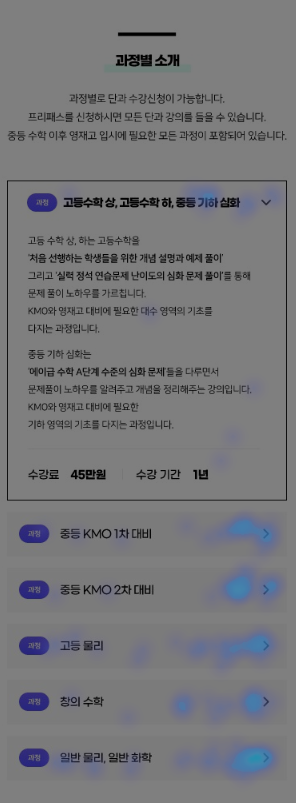 과정별 소개
과정별로 단과 수강신청이 가능합니다.
프리패스를 신청하시면 모든 단과 강의를 들을 수 있습니다.
중등 수학 이후 영재고 입시에 필요한 모든 과정이 포함되어 있습니다.
과정 고등수학 상, 고등수학 하, 중등 기하 심화
고등 수학 상, 하는 고등수학을
'처음 선행하는 학생들을 위한 개념 설명과 예제 풀이'
그리고 '실력 정석 연습문제 난이도의 심화 문제 풀이'를 통해
문제 풀이 노하우를 가르칩니다.
KMO와 영재고 대비에 필요한 대수 영역의 기초를
다지는 과정입니다.
중등 기하 심화는
'에이급 수학 A단계 수준의 심화 문제'들을 다루면서
문제풀이 노하우를 알려주고 개념을 정리해주는 강의입니다.
KMO와 영재고 대비에 필요한
기하 영역의 기초를 다지는 과정입니다.
수강료 45만원 수강 기간 1년
과정 중등 KMO 1차 대비
과정 중등 KMO 2차 대비
과정 고등 물리
과정 창의 수학
과정 일반 물리, 일반 화학